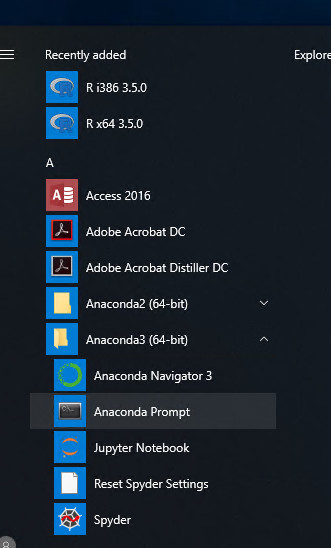 Recently added
Explore
R i386 3.5.0
R x64 3.5.0
A
Access 2016
Adobe Acrobat DC
Adobe Acrobat Distiller DC
Anaconda2 (64-bit)
Anaconda3 (64-bit)
Anaconda Navigator 3
Anaconda Prompt
Jupyter Notebook
Reset Spyder Settings
Spyder